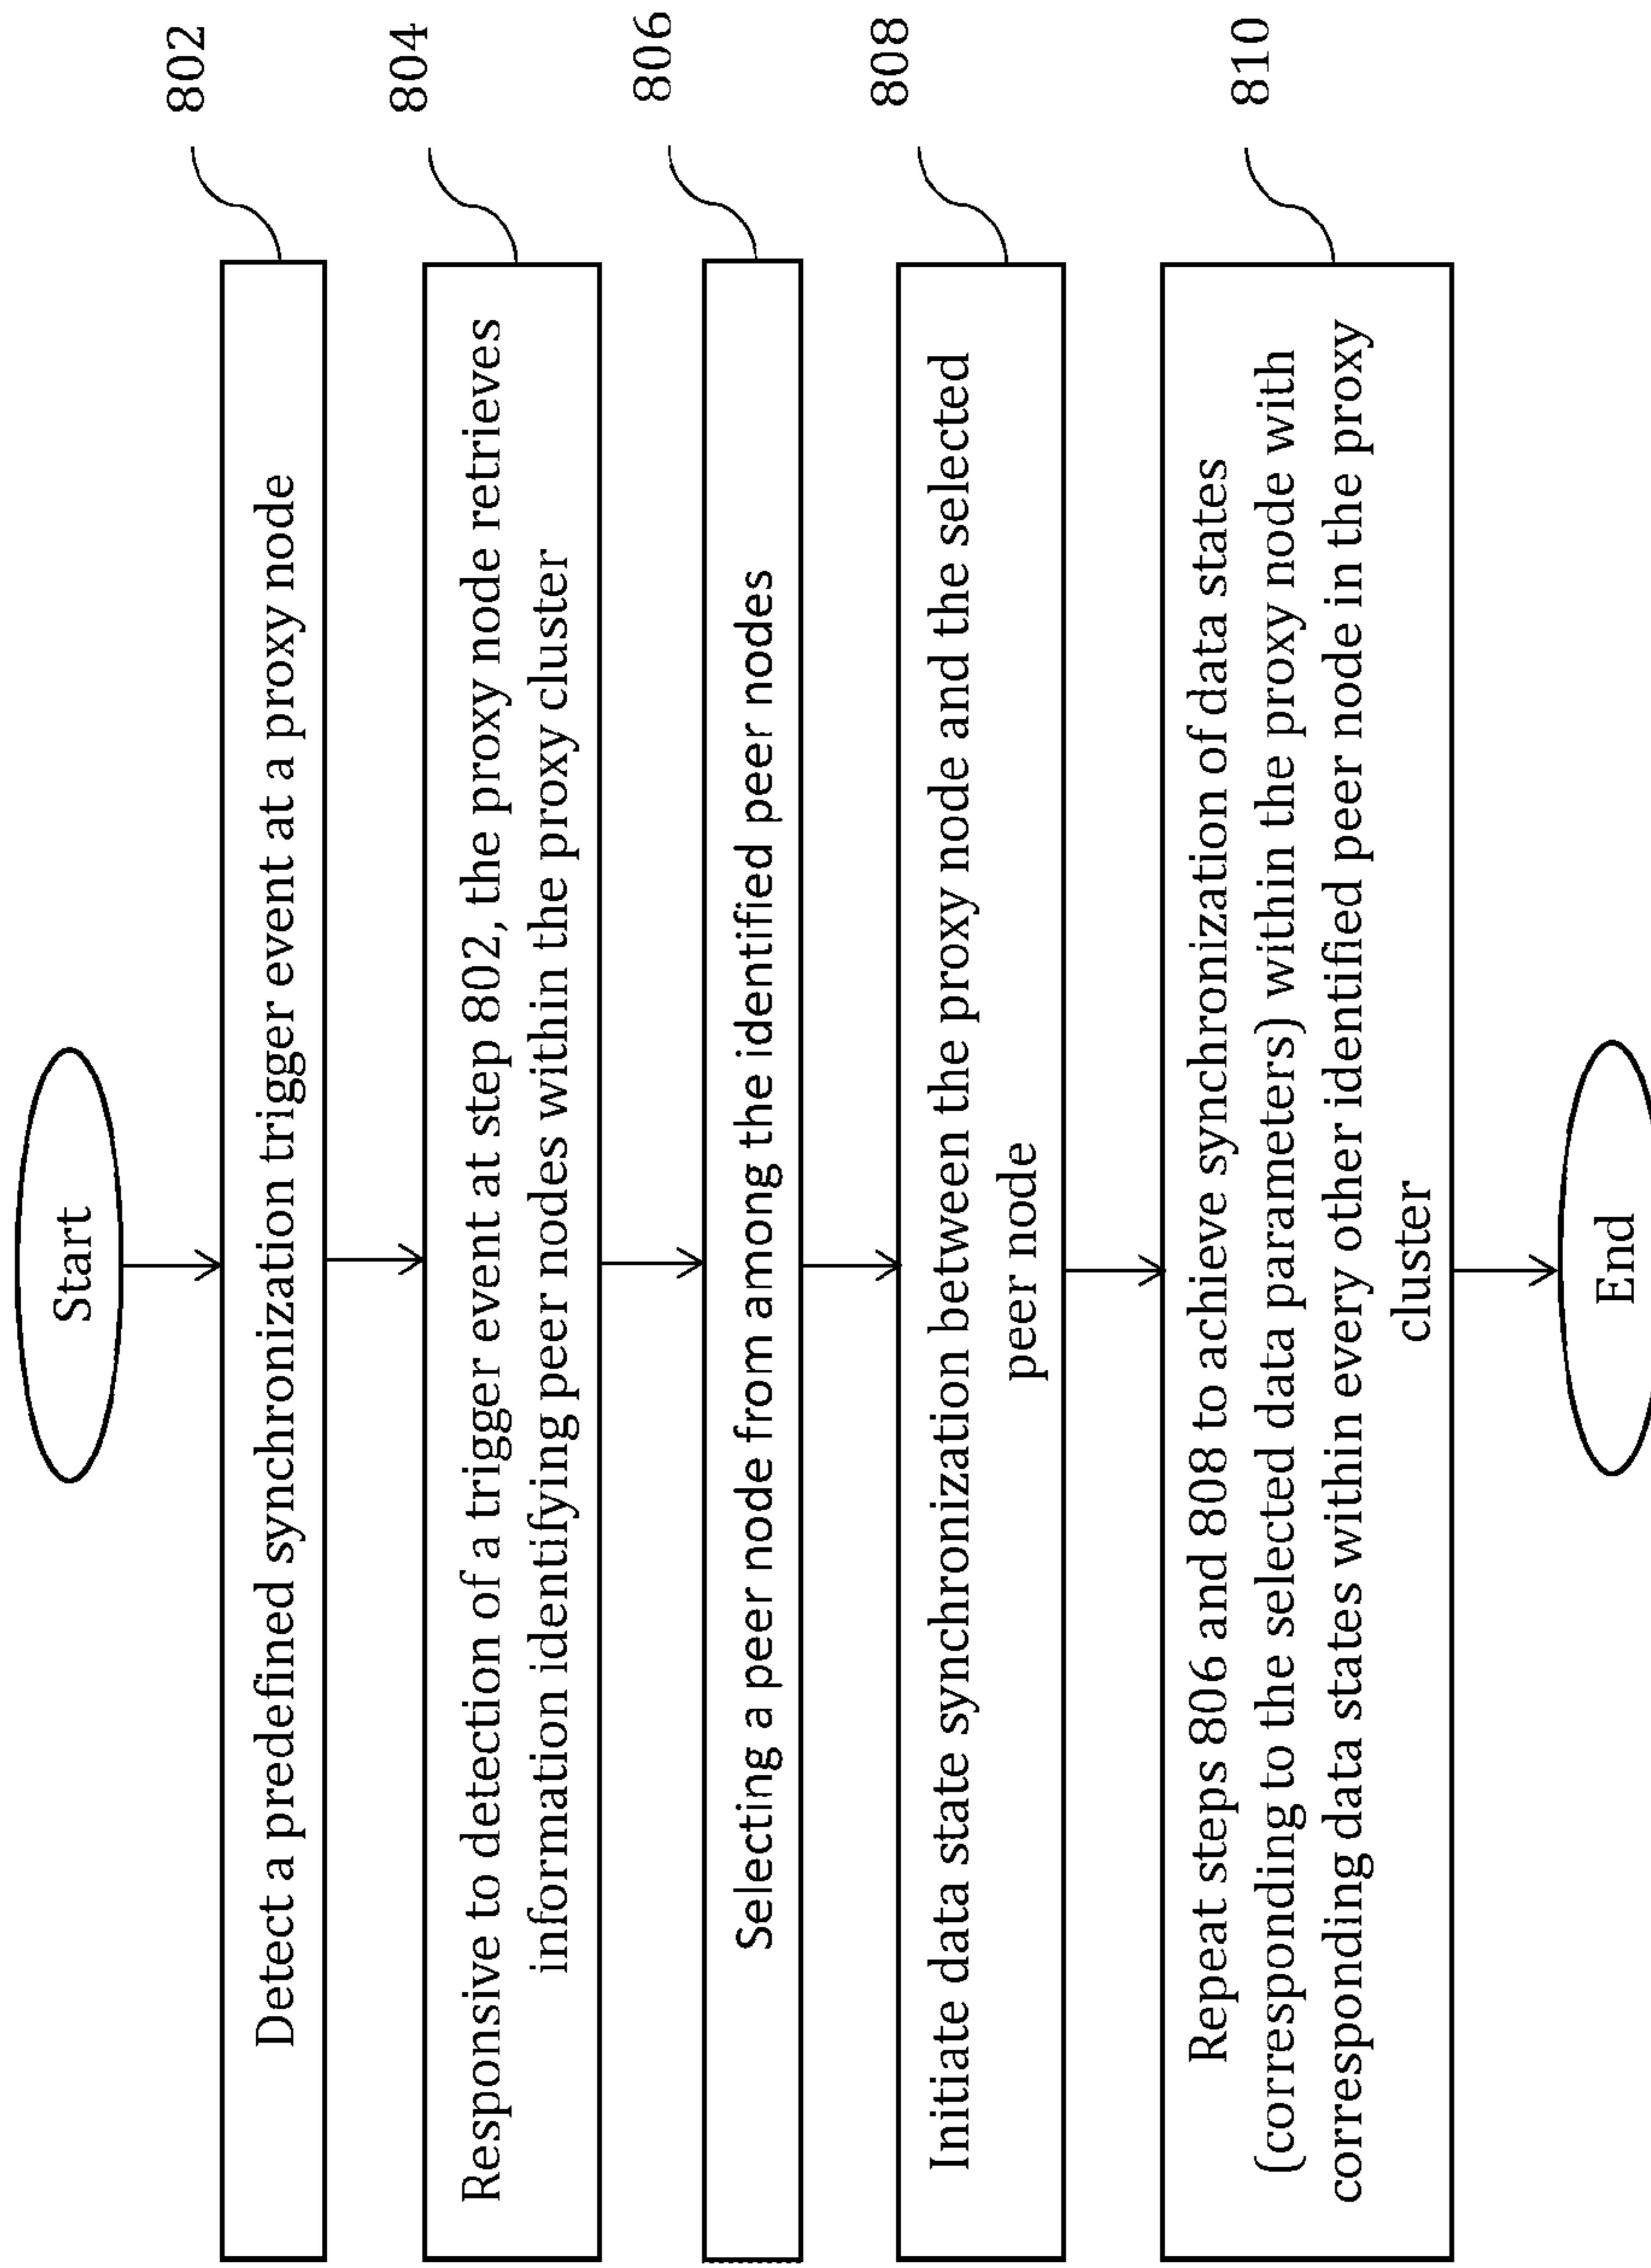 Start
802
Detect a predefined synchronization trigger event at a proxy node
804
Responsive to detection of a trigger event at step 802, the proxy node retrieves
information identifying peer nodes within the proxy cluster
806
Selecting a peer node from among the identified peer nodes
808
Initiate data state synchronization between the proxy node and the selected
peer node
810
Repeat steps 806 and 808 to achieve synchronization of data states
(corresponding to the selected data parameters) within the proxy node with
corresponding data states within every other identified peer node in the proxy
cluster
End